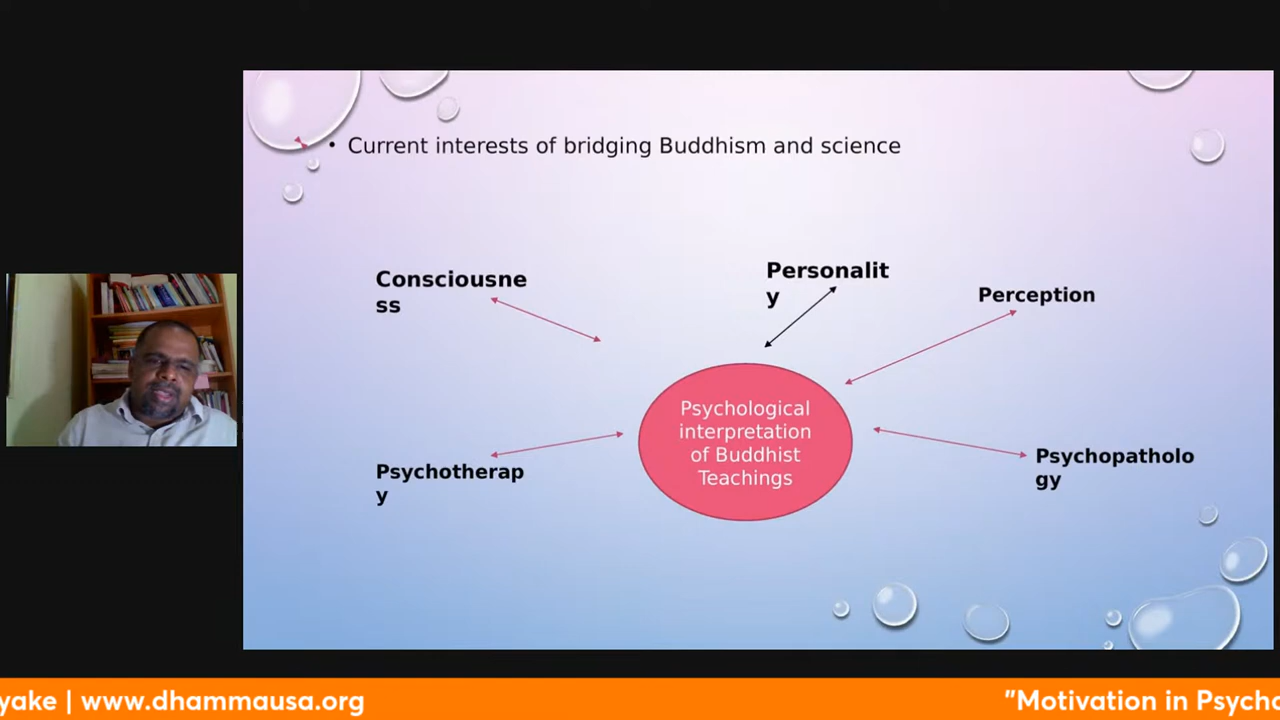 • Current interests of bridging Buddhism and science
Consciousne
ss
Personalit
y
Perception
Psychological
interpretation
of Buddhist
Teachings
Psychotherap
y
Psychopatholo
gy
yake | www.dhammausa.org
"Motivation in Psycho